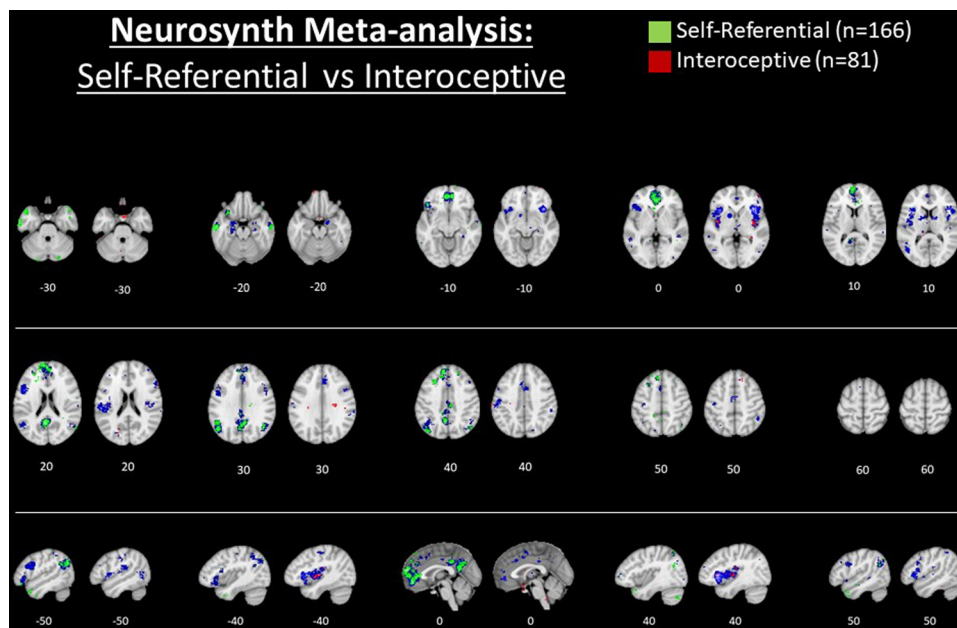 Neurosynth Meta-analysis:
Self-Referential vs Interoceptive
Self-Referential (n=166)
Interoceptive (n=81)
-30 -30 -20 -20 -10 -10 0 0 10 10
20 20 30 30 40 40 50 50 60 60
-50 -50 -40 -40 0 0 40 40 50 50